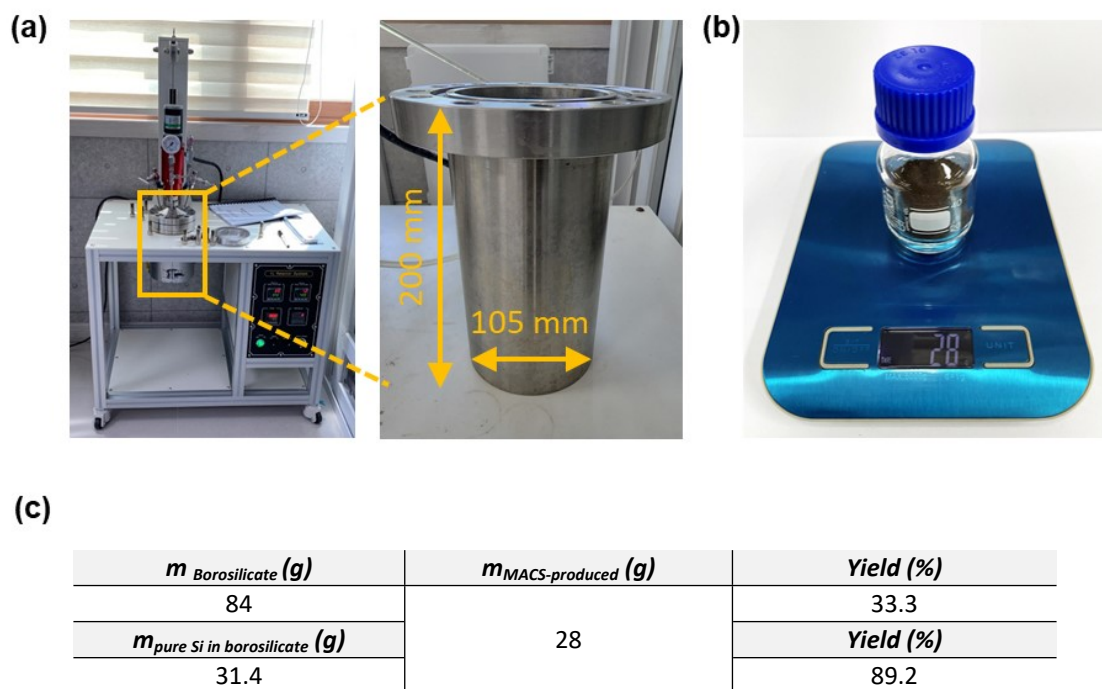 (a)
(b)
200 mm
105 mm
28
UNIT
(c)
m Borosilicate (g) mMACS-produced (g) Yield (%)
84 33.3
28
mpure Si in borosilicate (g) Yield (%)
31.4 89.2